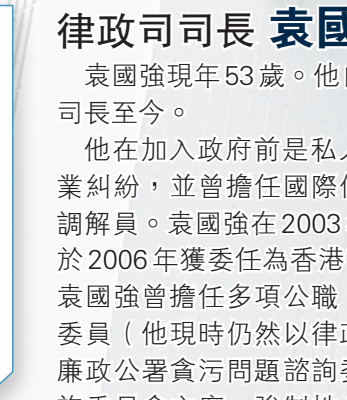 律政司司長 袁國
袁國強現年53歲。他
司長至今。
他在加入政府前是私
業糾紛，並曾擔任國際
調解員。袁國強在2003
於2006年獲委任為香港
袁國強曾擔任多項公職
委員（他現時仍然以律政
廉政公署貪污問題諮詢委